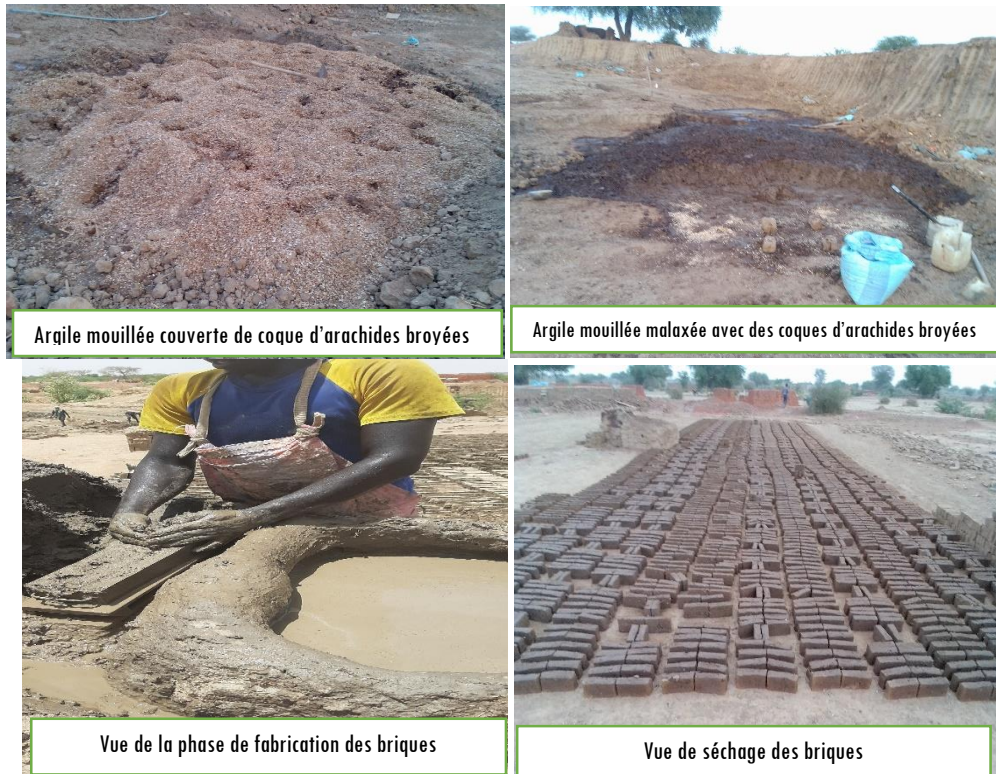 Argile mouillée couverte de coque d'arachides broyées
Argile mouillée malaxée avec des coques d'arachides broyées
Vue de la phase de fabrication des briques
Vue de séchage des briques